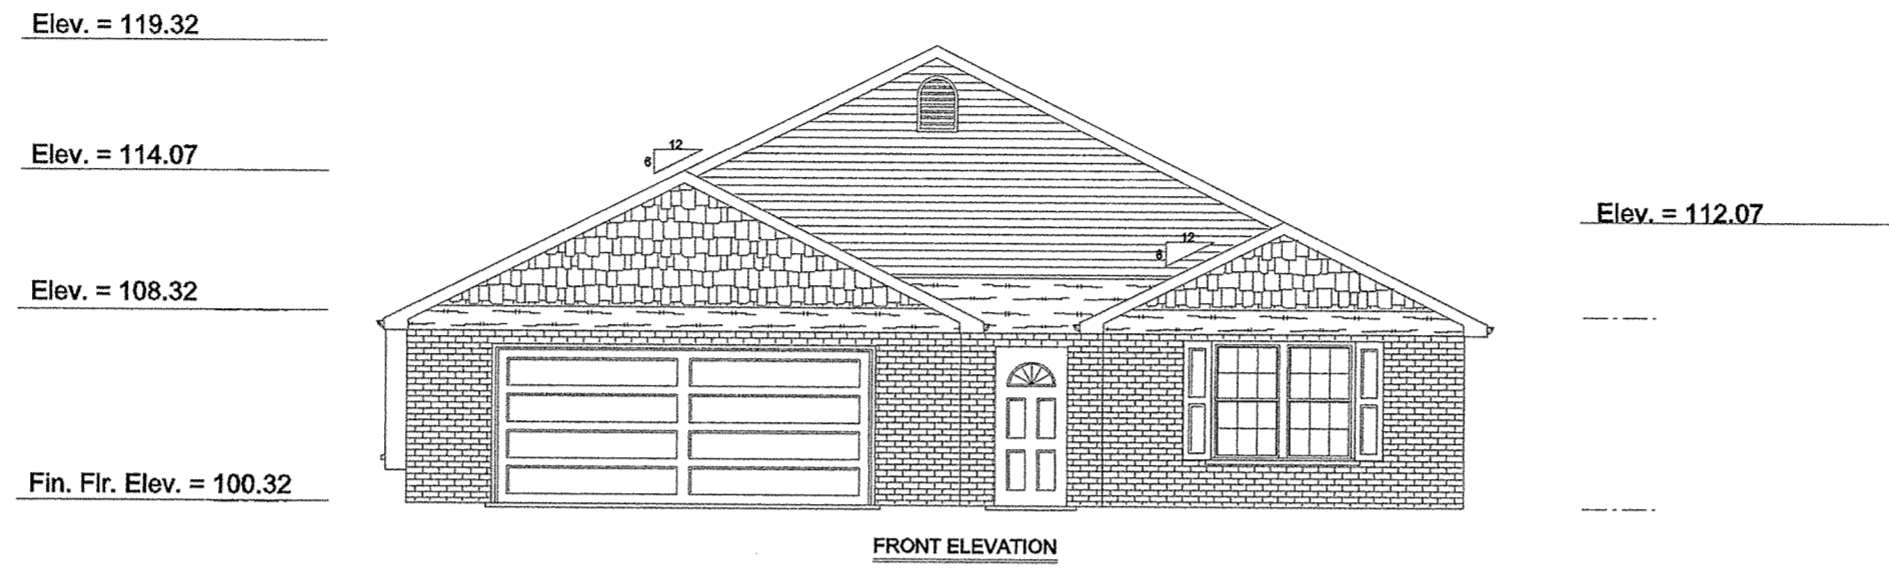 Elev. = 119.32
12
6
Elev. = 114.07
Elev. = 112.07
12
6
Elev. = 108.32
Fin. Flr. Elev. = 100.32
FRONT ELEVATION